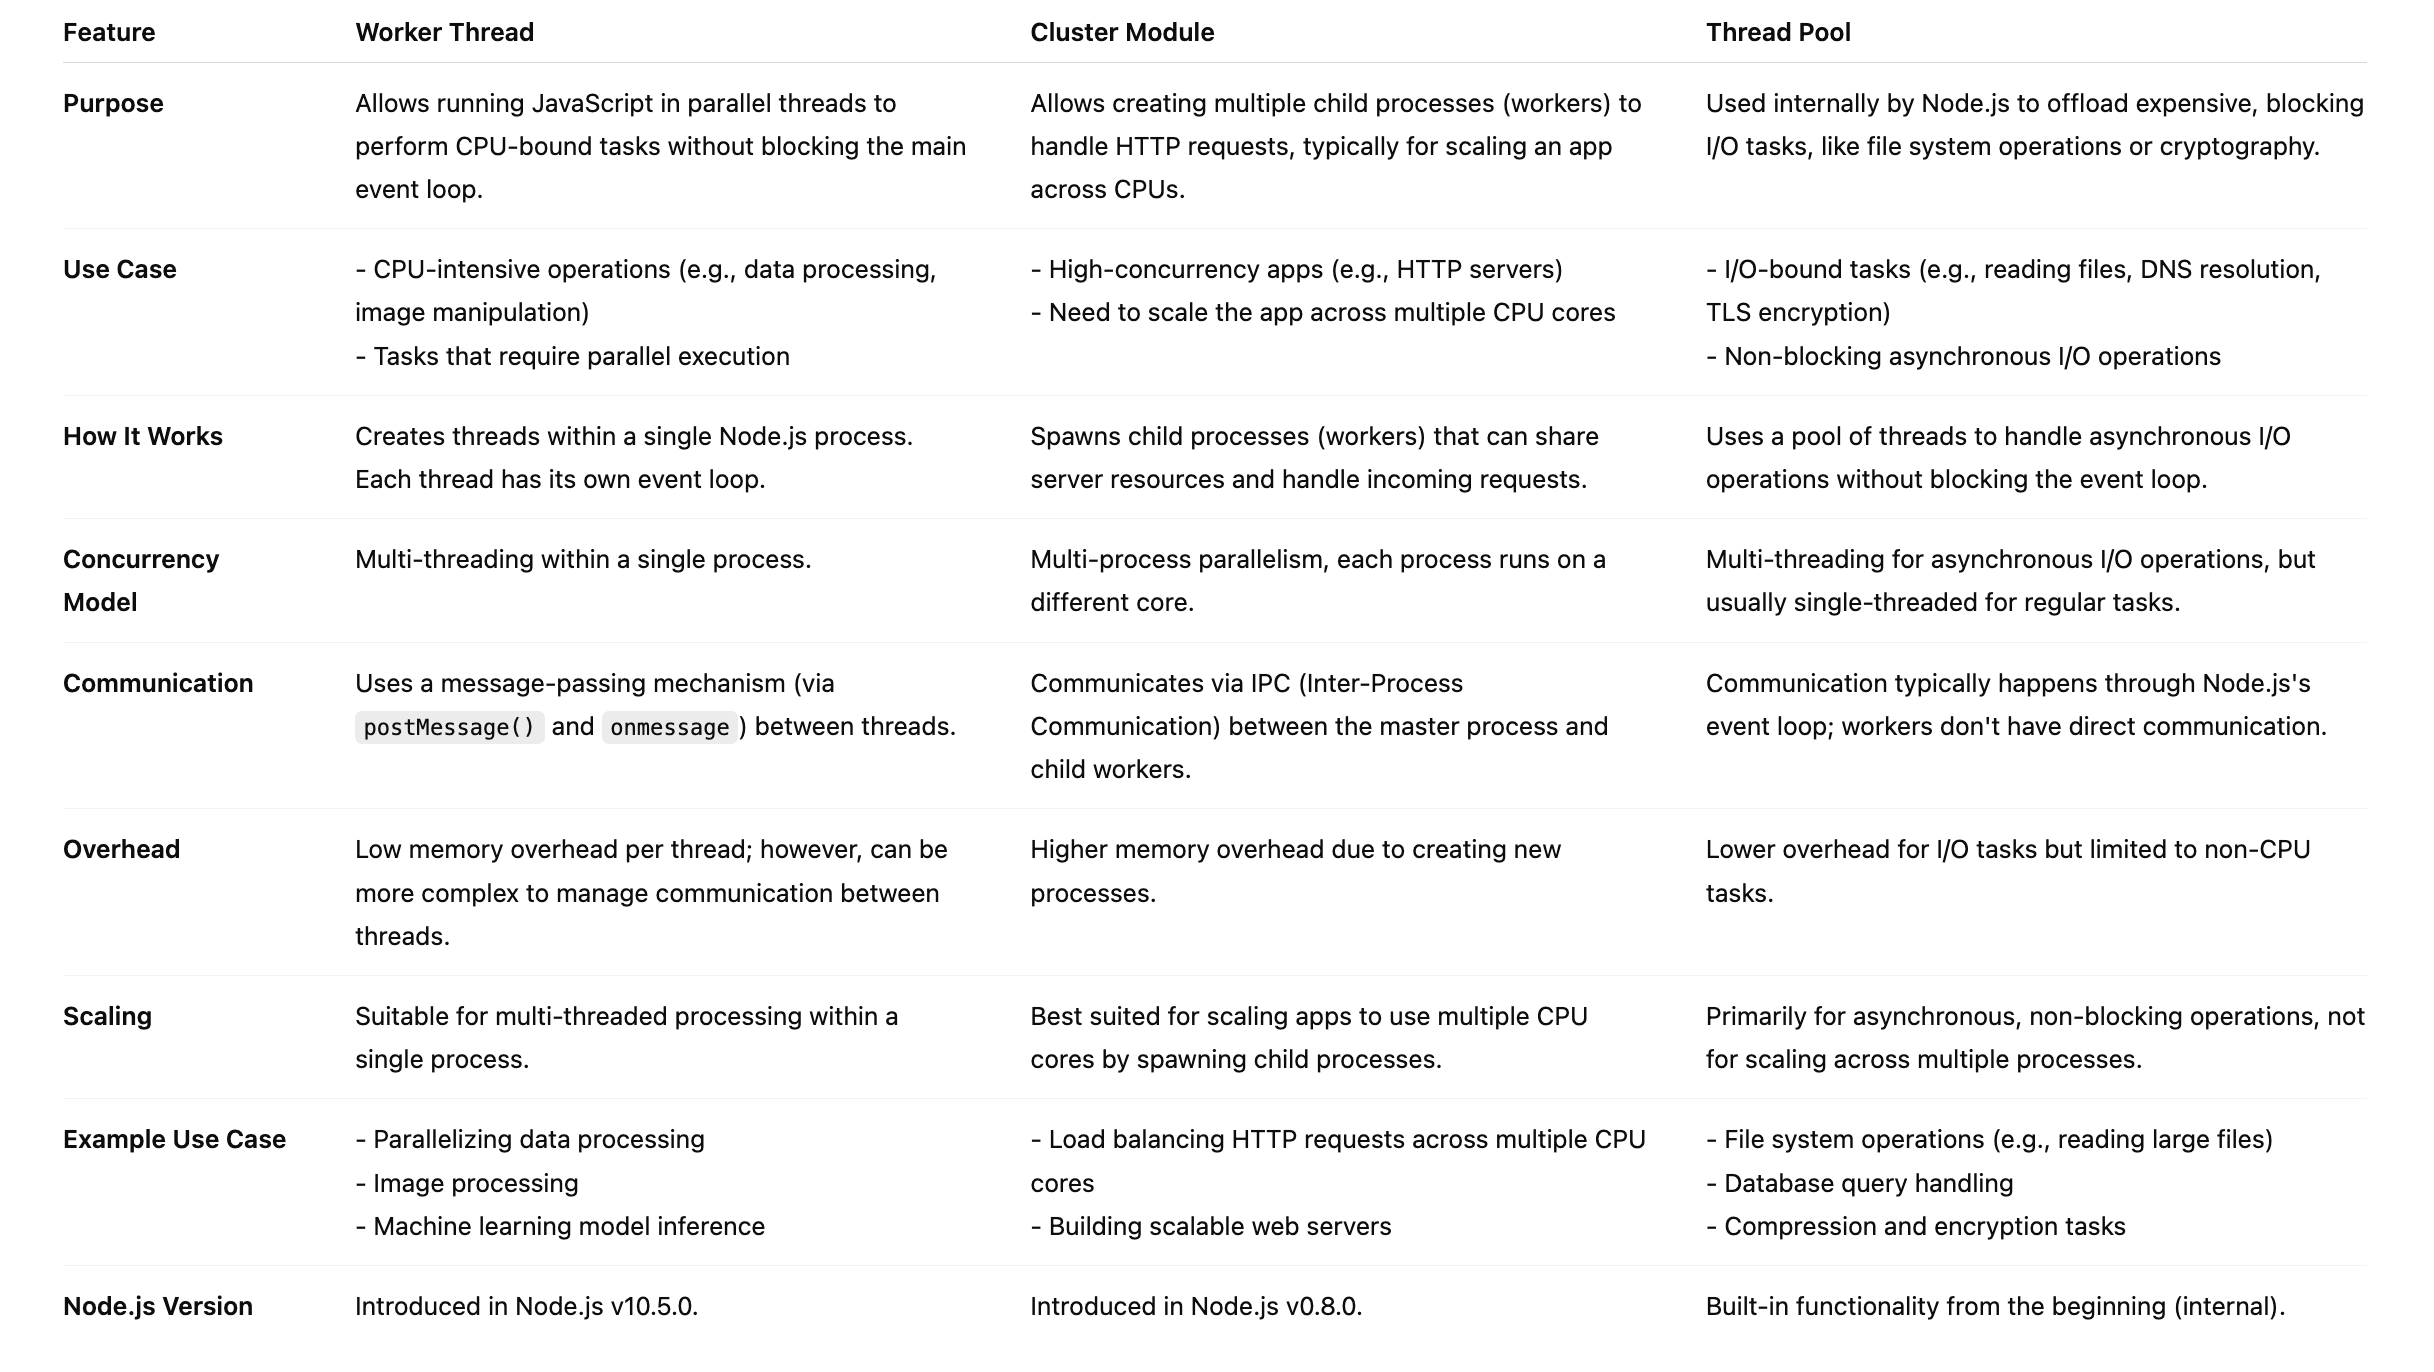 Feature
Worker Thread
Cluster Module
Thread Pool
Purpose
Allows running JavaScript in parallel threads to
perform CPU-bound tasks without blocking the main
event loop.
Allows creating multiple child processes (workers) to
handle HTTP requests, typically for scaling an app
across CPUs.
Used internally by Node.js to offload expensive, blocking
I/O tasks, like file system operations or cryptography.
Use Case
- CPU-intensive operations (e.g., data processing,
image manipulation)
- Tasks that require parallel execution
- High-concurrency apps (e.g., HTTP servers)
- Need to scale the app across multiple CPU cores
- I/O-bound tasks (e.g., reading files, DNS resolution,
TLS encryption)
- Non-blocking asynchronous I/O operations
How It Works
Creates threads within a single Node.js process.
Each thread has its own event loop.
Spawns child processes (workers) that can share
server resources and handle incoming requests.
Uses a pool of threads to handle asynchronous I/O
operations without blocking the event loop.
Concurrency
Model
Multi-threading within a single process.
Multi-process parallelism, each process runs on a
different core.
Multi-threading for asynchronous I/O operations, but
usually single-threaded for regular tasks.
Communication
Uses a message-passing mechanism (via
postMessage() and onmessage) between threads.
Communicates via IPC (Inter-Process
Communication) between the master process and
child workers.
Communication typically happens through Node.js's
event loop; workers don't have direct communication.
Overhead
Low memory overhead per thread; however, can be
more complex to manage communication between
threads.
Higher memory overhead due to creating new
processes.
Lower overhead for I/O tasks but limited to non-CPU
tasks.
Scaling
Suitable for multi-threaded processing within a
single process.
Best suited for scaling apps to use multiple CPU
cores by spawning child processes.
Primarily for asynchronous, non-blocking operations, not
for scaling across multiple processes.
Example Use Case
- Parallelizing data processing
- Image processing
- Machine learning model inference
- Load balancing HTTP requests across multiple CPU
cores
- Building scalable web servers
- File system operations (e.g., reading large files)
- Database query handling
- Compression and encryption tasks
Node.js Version
Introduced in Node.js v10.5.0.
Introduced in Node.js v0.8.0.
Built-in functionality from the beginning (internal).